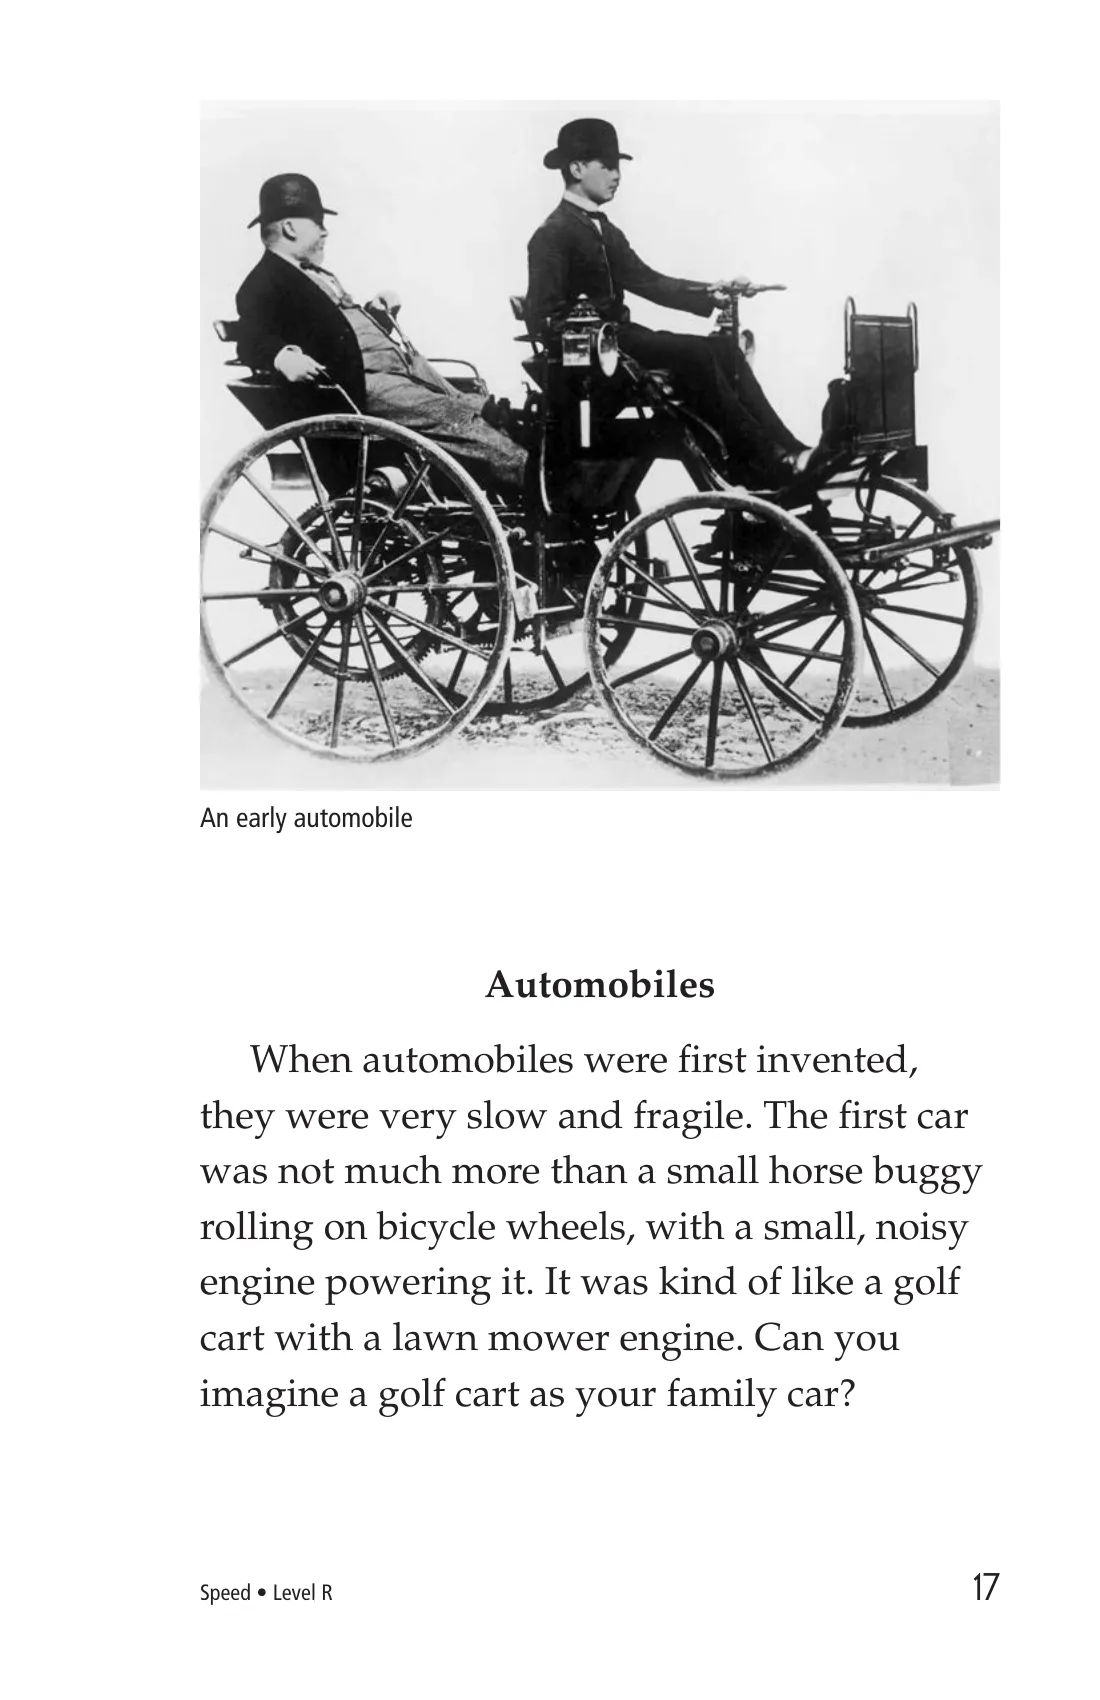 An early automobile
Automobiles
When automobiles were first invented,
they were very slow and fragile. The first car
was not much more than a small horse buggy
rolling on bicycle wheels, with a small, noisy
engine powering it. It was kind of like a golf
cart with a lawn mower engine. Can you
imagine a golf cart as your family car?
Speed • Level R
17